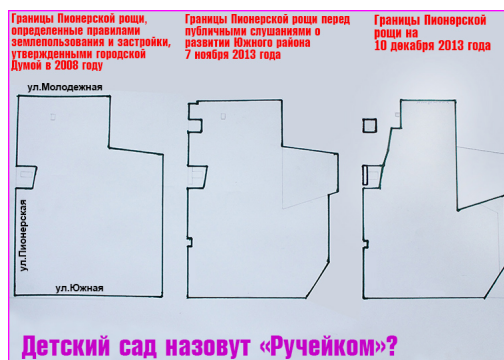 Границы Пионерской рощи,
определенные правилами
землепользования и застройки,
утвержденными городской
Думой в 2008 году
Границы Пионерской рощи перед
публичными слушаниями о
развитии Южного района
7 ноября 2013 года
Границы Пионерской
рощи на
10 декабря 2013 года
ул.Молодежная
ул.Пионерская
ул.Южная
Детский сад назовут «Ручейком»?